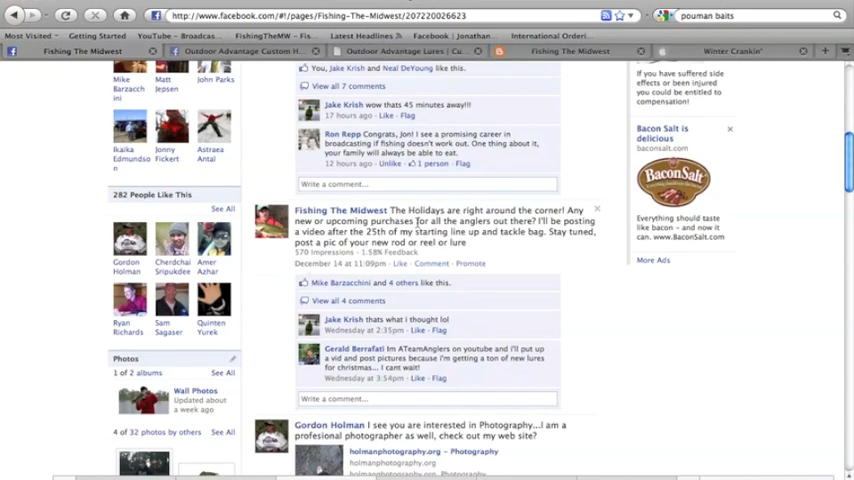 http://www.facebook.com/#!/pages/Fishing-The-Midwest/207220026623
pouman baits
Most Visited
Getting Started
YouTube – Broadcas...
FishingTheMW – Fis...
Latest Headlines
Facebook | Jonathan...
International Orderi...
Fishing The Midwest
Outdoor Advantage Custom H...
Outdoor Advantage Lures | Cu...
Fishing The Midwest
Winter Crankin'
Mike
Barzacch
ini
Matt
Jepsen
John Parks
Ikaika
Edmundso
n
Jonny
Fickert
Astraea
Antal
282 People Like This
See All
Gordon
Holman
Cherdchai
Sripukdee
Amer
Azhar
Ryan
Richards
Sam
Sagaser
Quinten
Yurek
Photos
1 of 2 albums
See All
Wall Photos
Updated about
a week ago
4 of 32 photos by others
See All
You, Jake Krish and Neal DeYoung like this.
View all 7 comments
Jake Krish wow thats 45 minutes away!!!
17 hours ago · Like · Flag
Ron Repp Congrats, Jon! I see a promising career in
broadcasting if fishing doesn't work out. One thing about it,
your family will always be able to eat.
12 hours ago · Unlike · 1 person · Flag
Write a comment...
Fishing The Midwest The Holidays are right around the corner! Any
new or upcoming purchases for all the anglers out there? I'll be posting
a video after the 25th of my starting line up and tackle bag. Stay tuned,
post a pic of your new rod or reel or lure
570 Impressions · 1.58% Feedback
December 14 at 11:09pm · Like · Comment · Promote
Mike Barzacchini and 4 others like this.
View all 4 comments
Jake Krish thats what i thought lol
Wednesday at 2:35pm · Like · Flag
Gerald Berrafati Im ATeamAnglers on youtube and i'll put up
a vid and post pictures because i'm getting a ton of new lures
for christmas... I cant wait!
Wednesday at 3:54pm · Like · Flag
Write a comment...
Gordon Holman I see you are interested in Photography...I am a
profesional photographer as well, check out my web site?
holmanphotography.org - Photography
holmanphotography.org
If you have suffered side
effects or been injured
you could be entitled to
compensation!
Bacon Salt is
delicious
baconsalt.com
Bacon Salt
Everything should taste
like bacon - and now it
can. www.BaconSalt.com
More Ads